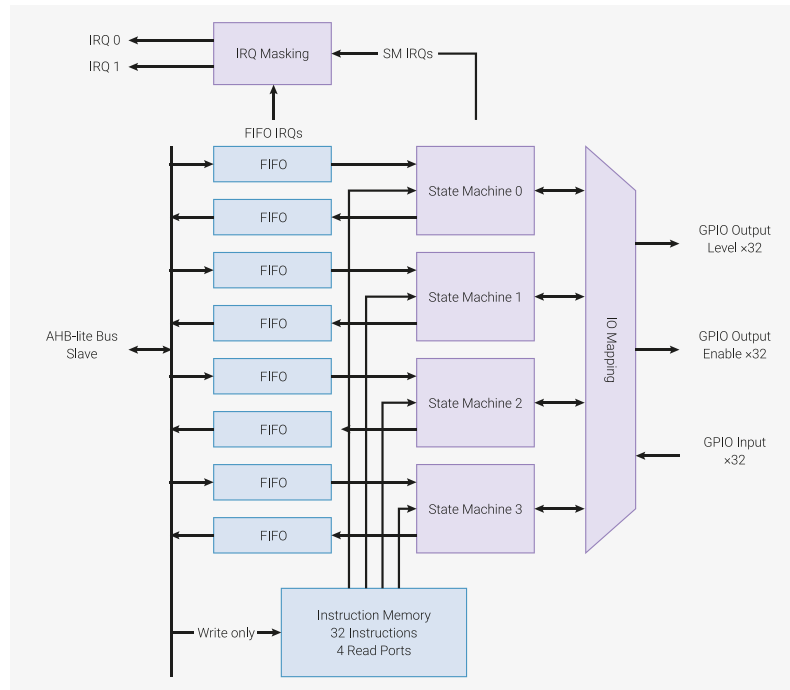 IRQ 0
IRQ 1
IRQ Masking
SM IRQs
FIFO IRQs
FIFO
State Machine 0
FIFO
GPIO Output
Level ×32
FIFO
State Machine 1
FIFO
AHB-lite Bus
Slave
IO Mapping
GPIO Output
Enable ×32
FIFO
State Machine 2
FIFO
GPIO Input
×32
FIFO
State Machine 3
FIFO
Write only
Instruction Memory
32 Instructions
4 Read Ports